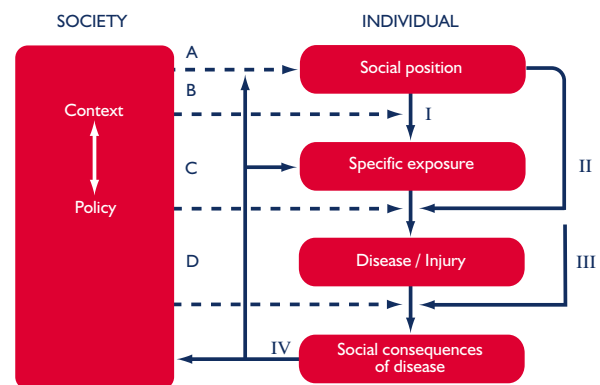 SOCIETY
INDIVIDUAL
A
Social position
B
Context
I
C
Specific exposure
II
Policy
D
Disease / Injury
III
IV
Social consequences
of disease